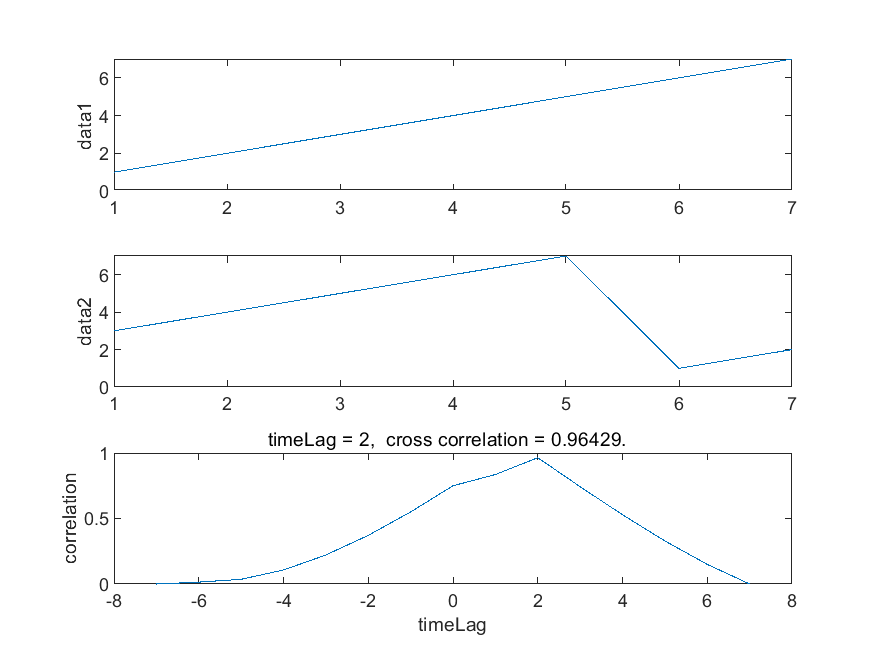 6
4
2
0
data1
1 2 3 4 5 6 7
6
4
2
0
data2
1 2 3 4 5 6 7
timeLag = 2,  cross correlation = 0.96429.
1
0.5
0
correlation
-8 -6 -4 -2 0 2 4 6 8
timeLag